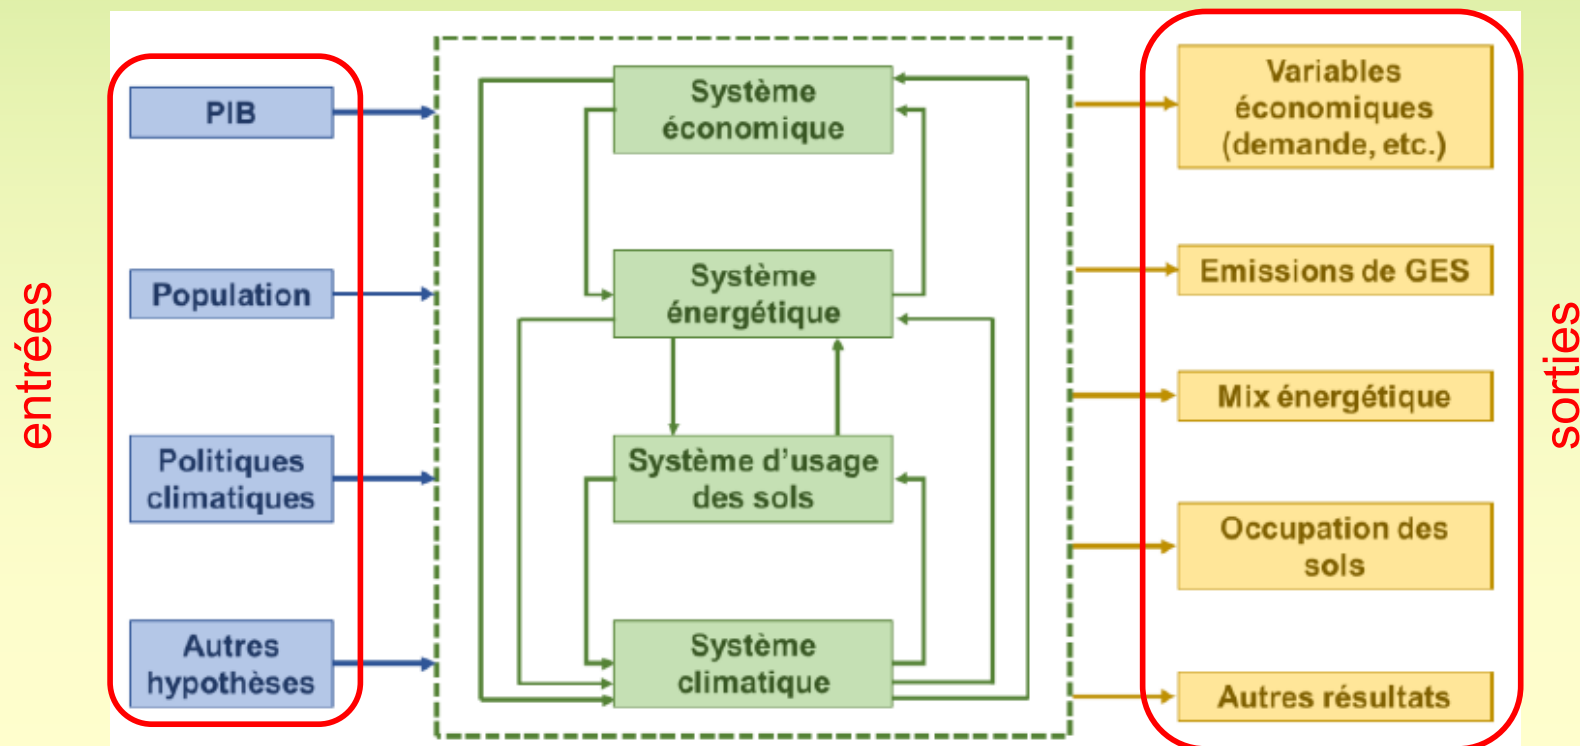 entrées
PIB
Population
Politiques
climatiques
Autres
hypothèses
Système
économique
Système
énergétique
Système d'usage
des sols
Système
climatique
Variables
économiques
(demande, etc.)
Emissions de GES
Mix énergétique
Occupation des
sols
Autres résultats
sorties